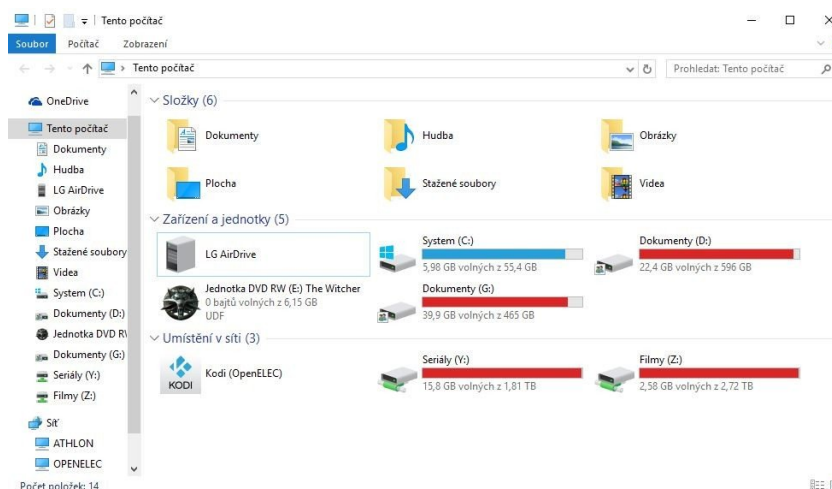 Tento počítač
Soubor Počítač Zobrazení
Tento počítač
Prohledat: Tento počítač
OneDrive
Tento počítač
Dokumenty
Hudba
LG AirDrive
Obrázky
Plocha
Stažené soubory
Videa
System (C:)
Dokumenty (D:)
Jednotka DVD RW
Dokumenty (G:)
Seriály (Y:)
Filmy (Z:)
Síť
ATHLON
OPENELEC
Složky (6)
Dokumenty
Hudba
Obrázky
Plocha
Stažené soubory
Videa
Zařízení a jednotky (5)
LG AirDrive
System (C:)
5,98 GB volných z 55,4 GB
Dokumenty (D:)
22,4 GB volných z 596 GB
Jednotka DVD RW (E:) The Witcher
0 bajtů volných z 6,15 GB
UDF
Dokumenty (G:)
39,9 GB volných z 465 GB
Umístění v síti (3)
KODI
Kodi (OpenELEC)
Seriály (Y:)
15,8 GB volných z 1,81 TB
Filmy (Z:)
2,58 GB volných z 2,72 TB
Počet položek: 14